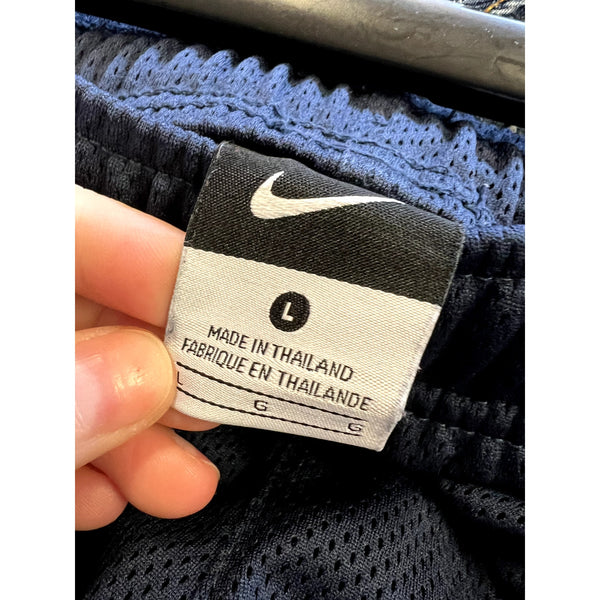 L
MADE IN THAILAND
FABRIQUE EN THAILANDE
L G G